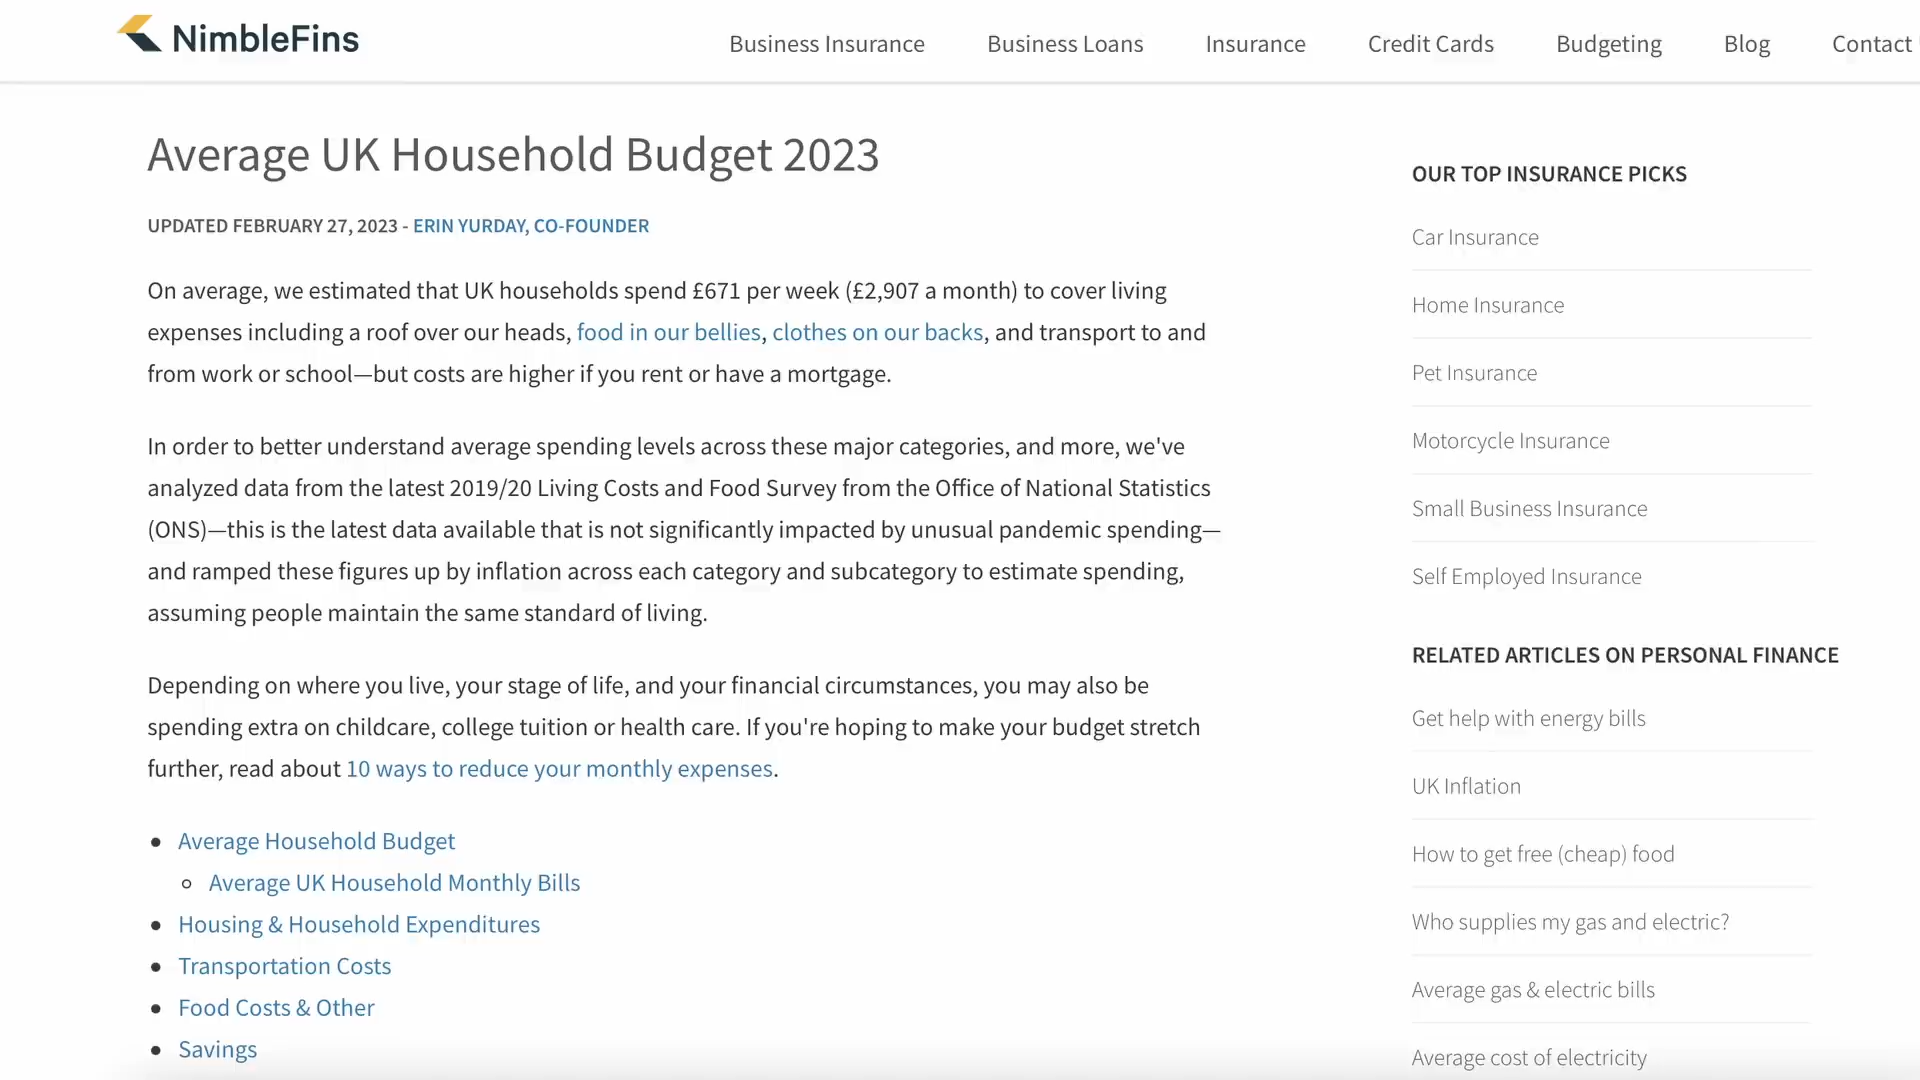 NimbleFins
Business Insurance
Business Loans
Insurance
Credit Cards
Budgeting
Blog
Contact
Average UK Household Budget 2023
UPDATED FEBRUARY 27, 2023 - ERIN YURDAY, CO-FOUNDER
On average, we estimated that UK households spend £671 per week (£2,907 a month) to cover living
expenses including a roof over our heads, food in our bellies, clothes on our backs, and transport to and
from work or school—but costs are higher if you rent or have a mortgage.
In order to better understand average spending levels across these major categories, and more, we've
analyzed data from the latest 2019/20 Living Costs and Food Survey from the Office of National Statistics
(ONS)—this is the latest data available that is not significantly impacted by unusual pandemic spending—
and ramped these figures up by inflation across each category and subcategory to estimate spending,
assuming people maintain the same standard of living.
Depending on where you live, your stage of life, and your financial circumstances, you may also be
spending extra on childcare, college tuition or health care. If you're hoping to make your budget stretch
further, read about 10 ways to reduce your monthly expenses.
Average Household Budget
Average UK Household Monthly Bills
Housing & Household Expenditures
Transportation Costs
Food Costs & Other
Savings
OUR TOP INSURANCE PICKS
Car Insurance
Home Insurance
Pet Insurance
Motorcycle Insurance
Small Business Insurance
Self Employed Insurance
RELATED ARTICLES ON PERSONAL FINANCE
Get help with energy bills
UK Inflation
How to get free (cheap) food
Who supplies my gas and electric?
Average gas & electric bills
Average cost of electricity